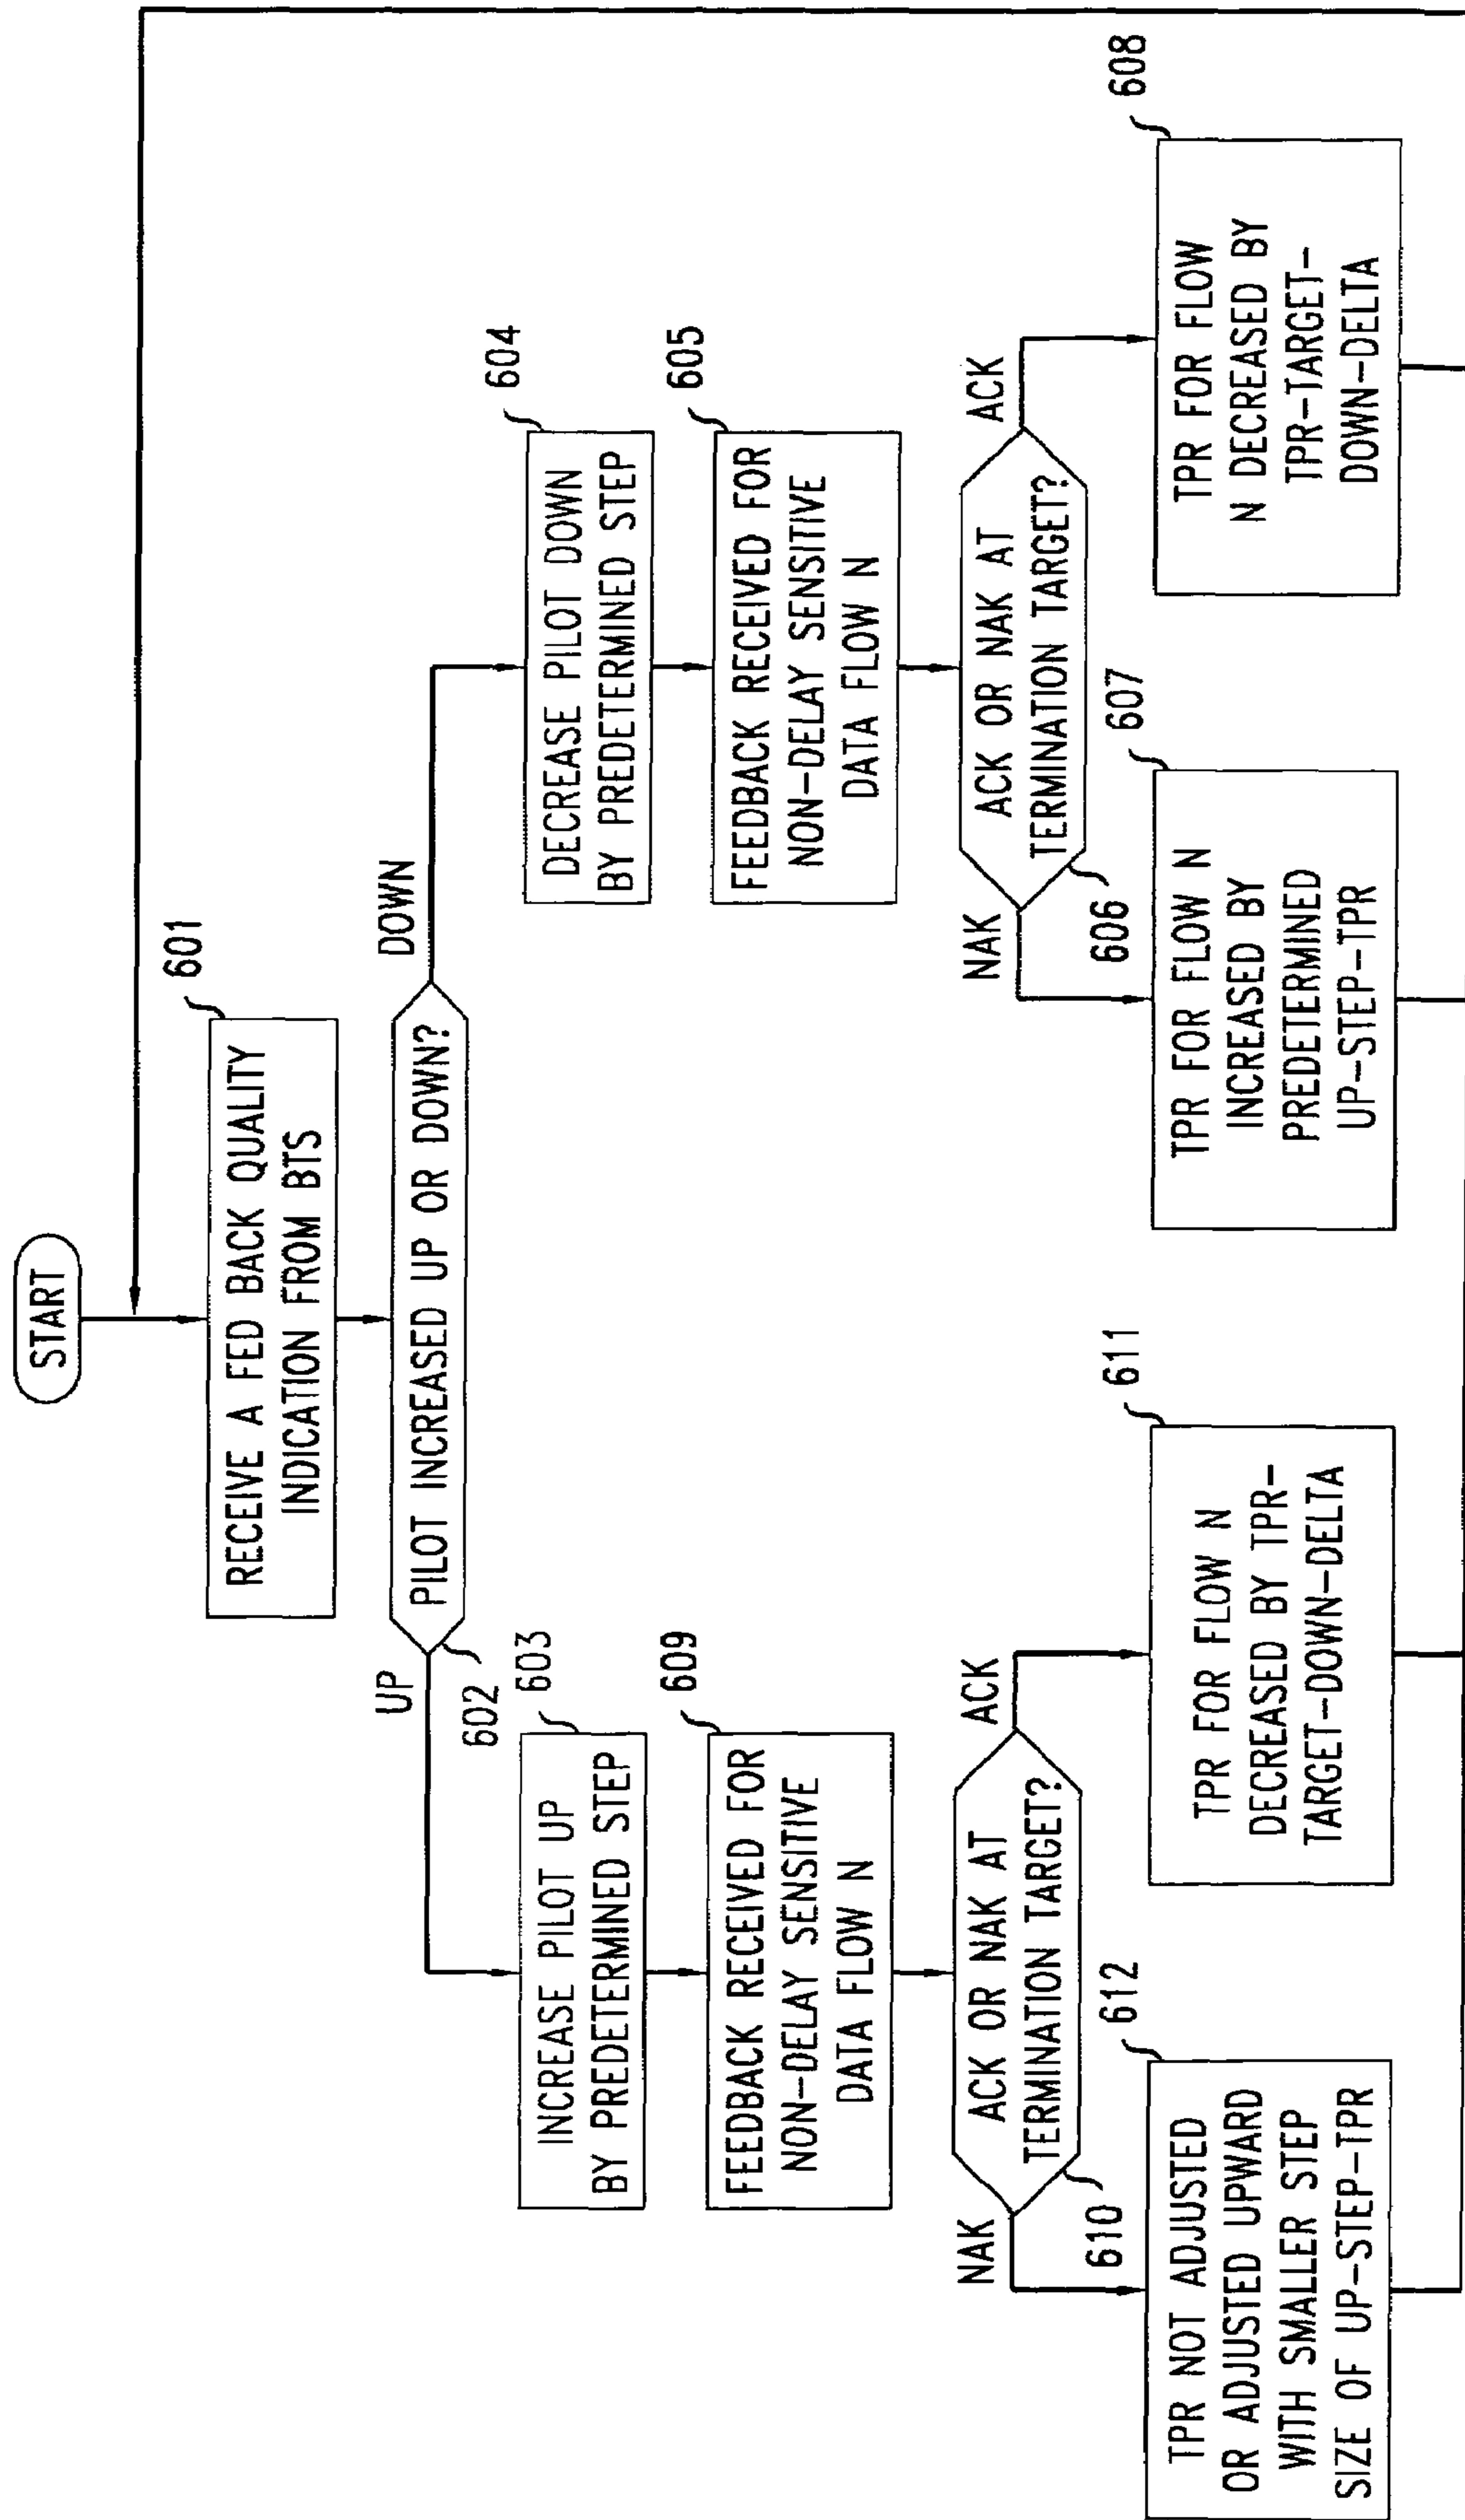 START
601
RECEIVE A FED BACK QUALITY
INDICATION FROM BTS
602
PILOT INCREASED UP OR DOWN?
UP
DOWN
603
INCREASE PILOT UP
BY PREDETERMINED STEP
609
FEEDBACK RECEIVED FOR
NON-DELAY SENSITIVE
DATA FLOW N
610
ACK OR NAK AT
TERMINATION TARGET?
NAK
ACK
612
TPR NOT ADJUSTED
OR ADJUSTED UPWARD
WITH SMALLER STEP
SIZE OF UP-STEP-TPR
611
TPR FOR FLOW N
DECREASED BY TPR-
TARGET-DOWN-DELTA
604
DECREASE PILOT DOWN
BY PREDETERMINED STEP
605
FEEDBACK RECEIVED FOR
NON-DELAY SENSITIVE
DATA FLOW N
606
ACK OR NAK AT
TERMINATION TARGET?
NAK
ACK
607
TPR FOR FLOW N
INCREASED BY
PREDETERMINED
UP-STEP-TPR
608
TPR FOR FLOW
N DECREASED BY
TPR-TARGET-
DOWN-DELTA